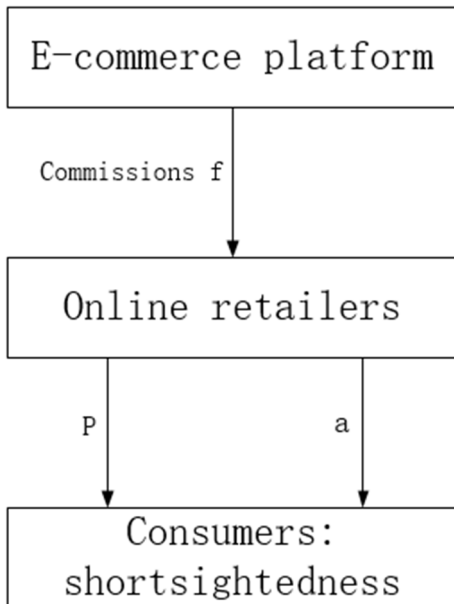 E-commerce platform
Commissions f
Online retailers
P
a
Consumers:
shortsightedness